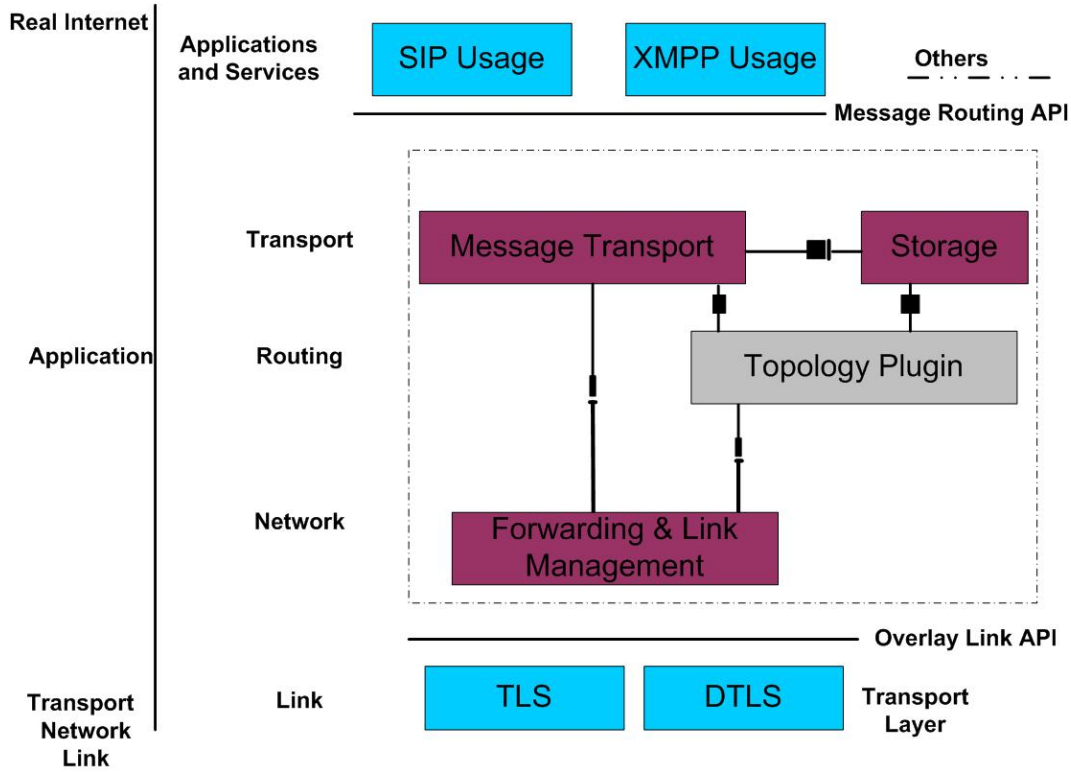 Real Internet
Applications
and Services
SIP Usage
XMPP Usage
Others
Message Routing API
Transport
Message Transport
Storage
Application
Routing
Topology Plugin
Network
Forwarding & Link
Management
Overlay Link API
Transport
Network
Link
Link
TLS
DTLS
Transport
Layer